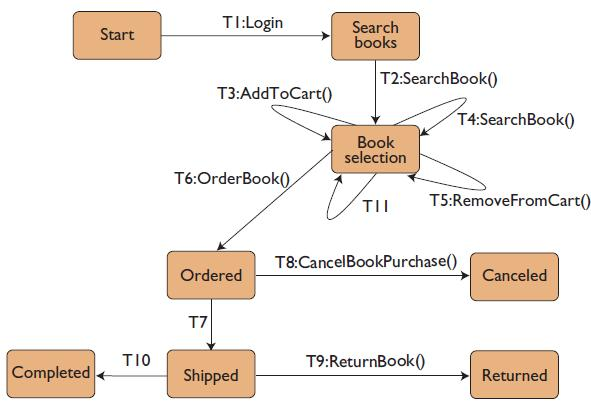 Start
T1:Login
Search
books
T2:SearchBook()
T3:AddToCart()
T4:SearchBook()
Book
selection
T6:OrderBook()
T5:RemoveFromCart()
T11
Ordered
T8:CancelBookPurchase()
Canceled
T7
Completed
T10
Shipped
T9:ReturnBook()
Returned